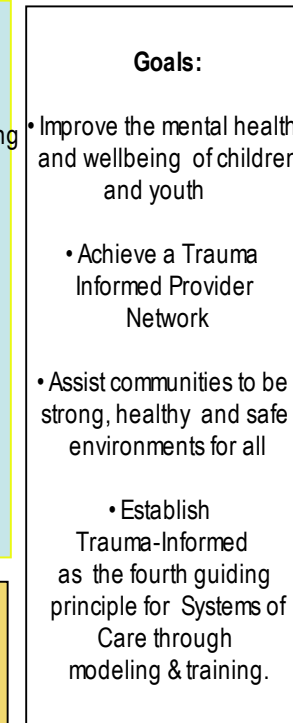 Goals:
• Improve the mental health
and wellbeing of children
and youth
• Achieve a Trauma
Informed Provider
Network
• Assist communities to be
strong, healthy and safe
environments for all
• Establish
Trauma-Informed
as the fourth guiding
principle for Systems of
Care through
modeling & training.